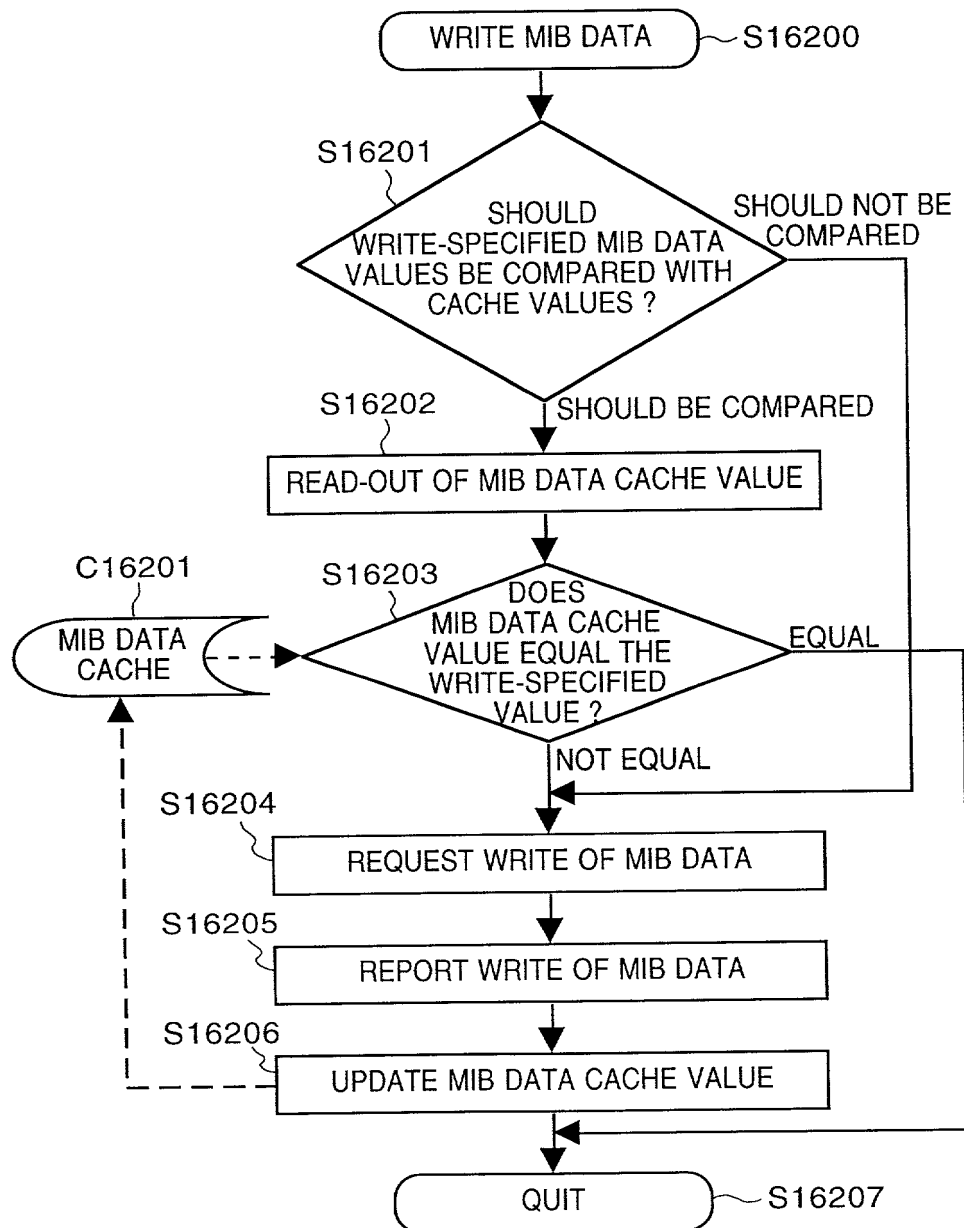 WRITE MIB DATA
S16200
S16201
SHOULD
WRITE-SPECIFIED MIB DATA
VALUES BE COMPARED WITH
CACHE VALUES ?
SHOULD NOT BE
COMPARED
S16202
SHOULD BE COMPARED
READ-OUT OF MIB DATA CACHE VALUE
C16201
MIB DATA
CACHE
S16203
DOES
MIB DATA CACHE
VALUE EQUAL THE
WRITE-SPECIFIED
VALUE ?
EQUAL
NOT EQUAL
S16204
REQUEST WRITE OF MIB DATA
S16205
REPORT WRITE OF MIB DATA
S16206
UPDATE MIB DATA CACHE VALUE
QUIT
S16207